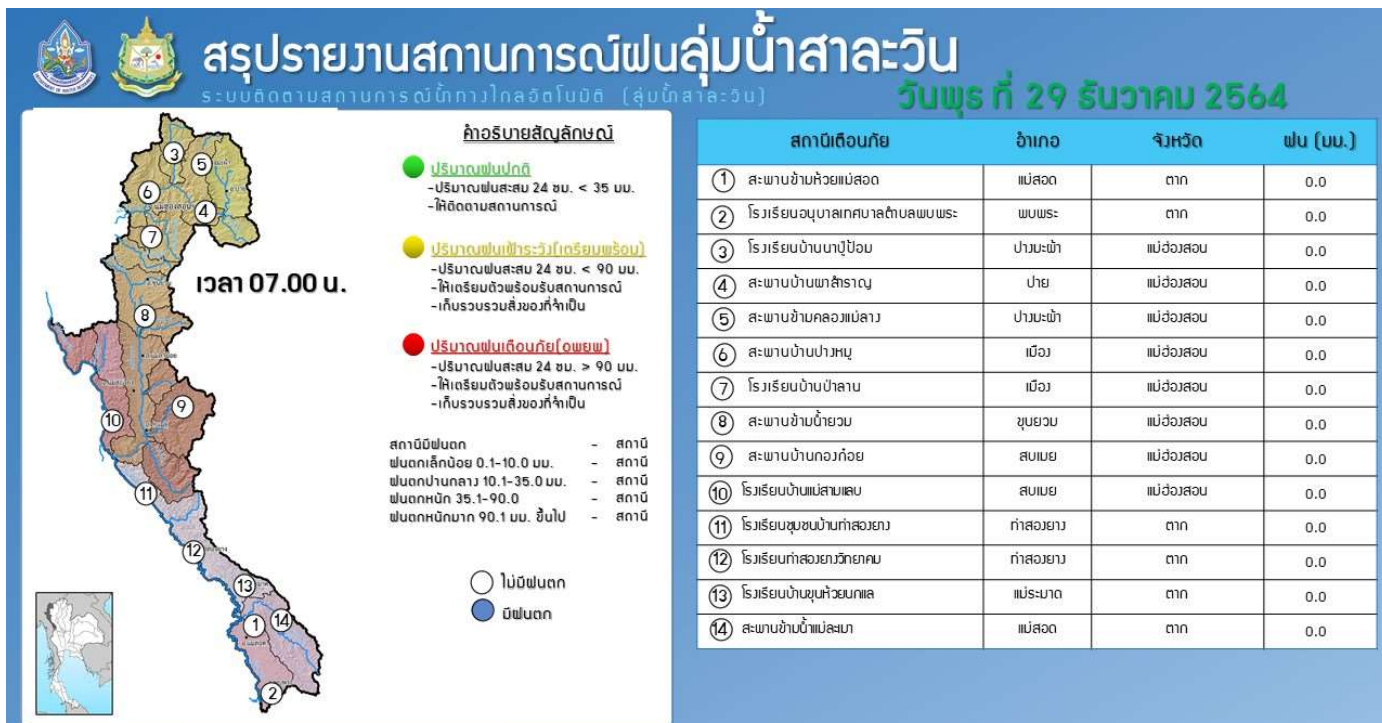 สรุปรายงานสถานการณ์ฝนลุ่มน้ำสาละวิน
ระบบติดตามสถานการณ์น้ำทางไกลอัตโนมัติ (ลุ่มน้ำสาละวิน)
วันพุธ ที่ 29 ธันวาคม 2564
เวลา 07.00 น.
คำอธิบายสัญลักษณ์
ปริมาณฝนปกติ
-ปริมาณฝนสะสม 24 ชม. < 35 มม.
-ให้ติดตามสถานการณ์
ปริมาณฝนเฝ้าระวัง(เตรียมพร้อม)
-ปริมาณฝนสะสม 24 ชม. < 90 มม.
-ให้เตรียมตัวพร้อมรับสถานการณ์
-เก็บรวบรวมสิ่งของที่จำเป็น
ปริมาณฝนเตือนภัย(อพยพ)
-ปริมาณฝนสะสม 24 ชม. > 90 มม.
-ให้เตรียมตัวพร้อมรับสถานการณ์
-เก็บรวบรวมสิ่งของที่จำเป็น
สถานีมีฝนตก - สถานี
ฝนตกเล็กน้อย 0.1-10.0 มม. - สถานี
ฝนตกปานกลาง 10.1-35.0 มม. - สถานี
ฝนตกหนัก 35.1-90.0 - สถานี
ฝนตกหนักมาก 90.1 มม. ขึ้นไป - สถานี
ไม่มีฝนตก
มีฝนตก
3
5
6
4
7
8
9
10
11
12
13
14
1
2
สถานีเตือนภัย อำเภอ จังหวัด ฝน (มม.)
1 สะพานข้ามห้วยแม่สอด แม่สอด ตาก 0.0
2 โรงเรียนอนุบาลเทศบาลตำบลพบพระ พบพระ ตาก 0.0
3 โรงเรียนบ้านนาปู่ป้อม ปางมะผ้า แม่ฮ่องสอน 0.0
4 สะพานบ้านผาสำราญ ปาย แม่ฮ่องสอน 0.0
5 สะพานข้ามคลองแม่ลาง ปางมะผ้า แม่ฮ่องสอน 0.0
6 สะพานบ้านปางหมู เมือง แม่ฮ่องสอน 0.0
7 โรงเรียนบ้านป่าลาน เมือง แม่ฮ่องสอน 0.0
8 สะพานข้ามน้ำยวม ขุนยวม แม่ฮ่องสอน 0.0
9 สะพานบ้านกองก๋อย สบเมย แม่ฮ่องสอน 0.0
10 โรงเรียนบ้านแม่สามแลบ สบเมย แม่ฮ่องสอน 0.0
11 โรงเรียนชุมชนบ้านท่าสองยาง ท่าสองยาง ตาก 0.0
12 โรงเรียนท่าสองยางวิทยาคม ท่าสองยาง ตาก 0.0
13 โรงเรียนบ้านขุนห้วยนกแล แม่ระมาด ตาก 0.0
14 สะพานข้ามน้ำแม่ละเมา แม่สอด ตาก 0.0